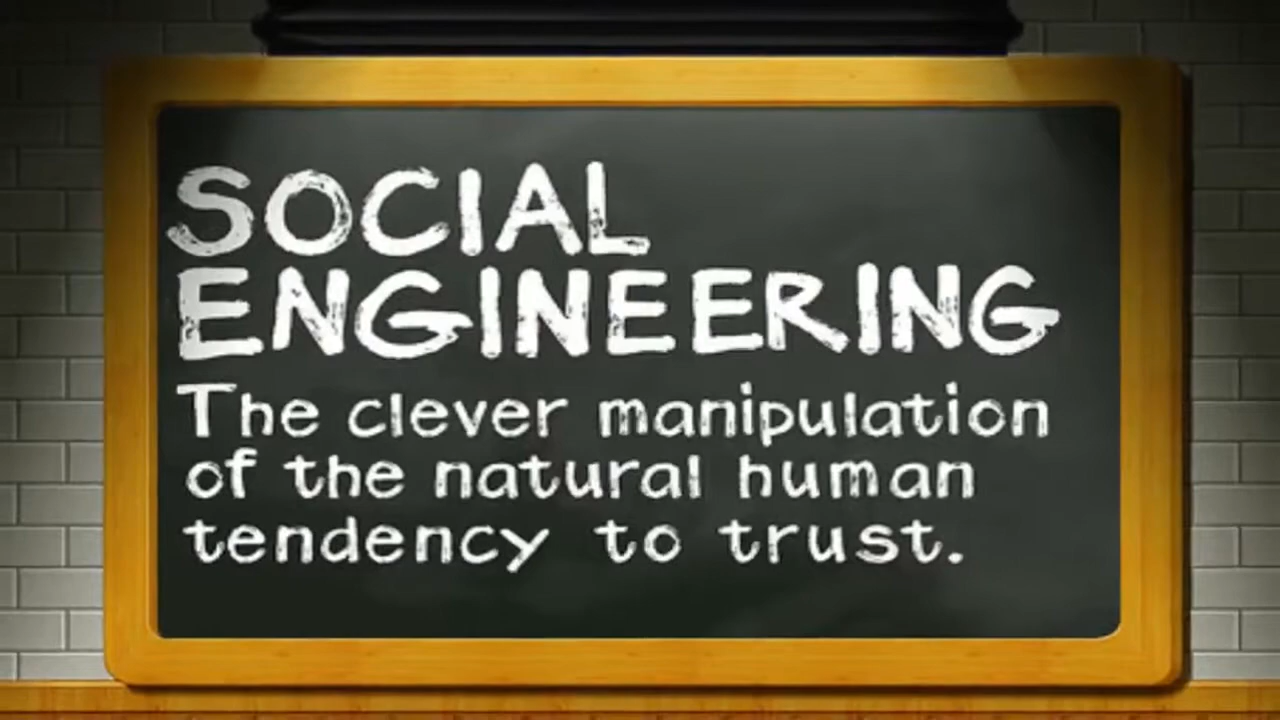 SOCIAL
ENGINEERING
The clever manipulation
of the natural human
tendency to trust.